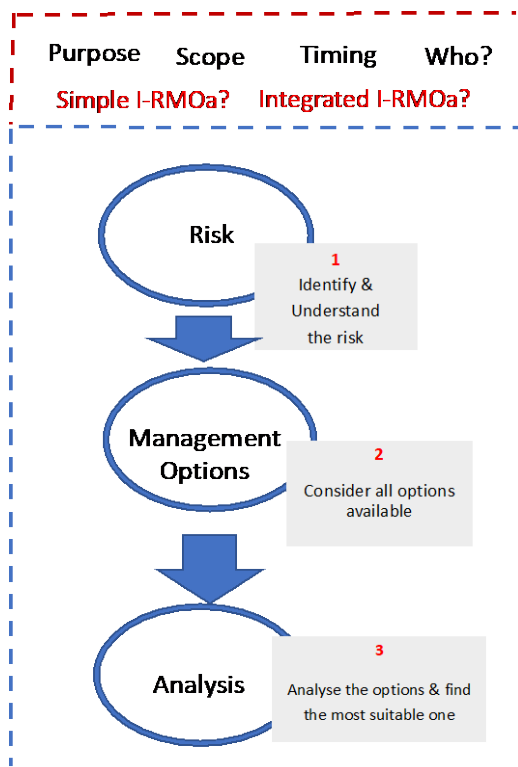 Purpose Scope Timing Who?
Simple I-RMOa? Integrated I-RMOa?
Risk
1
Identify &
Understand
the risk
Management
Options
2
Consider all options
available
Analysis
3
Analyse the options & find
the most suitable one